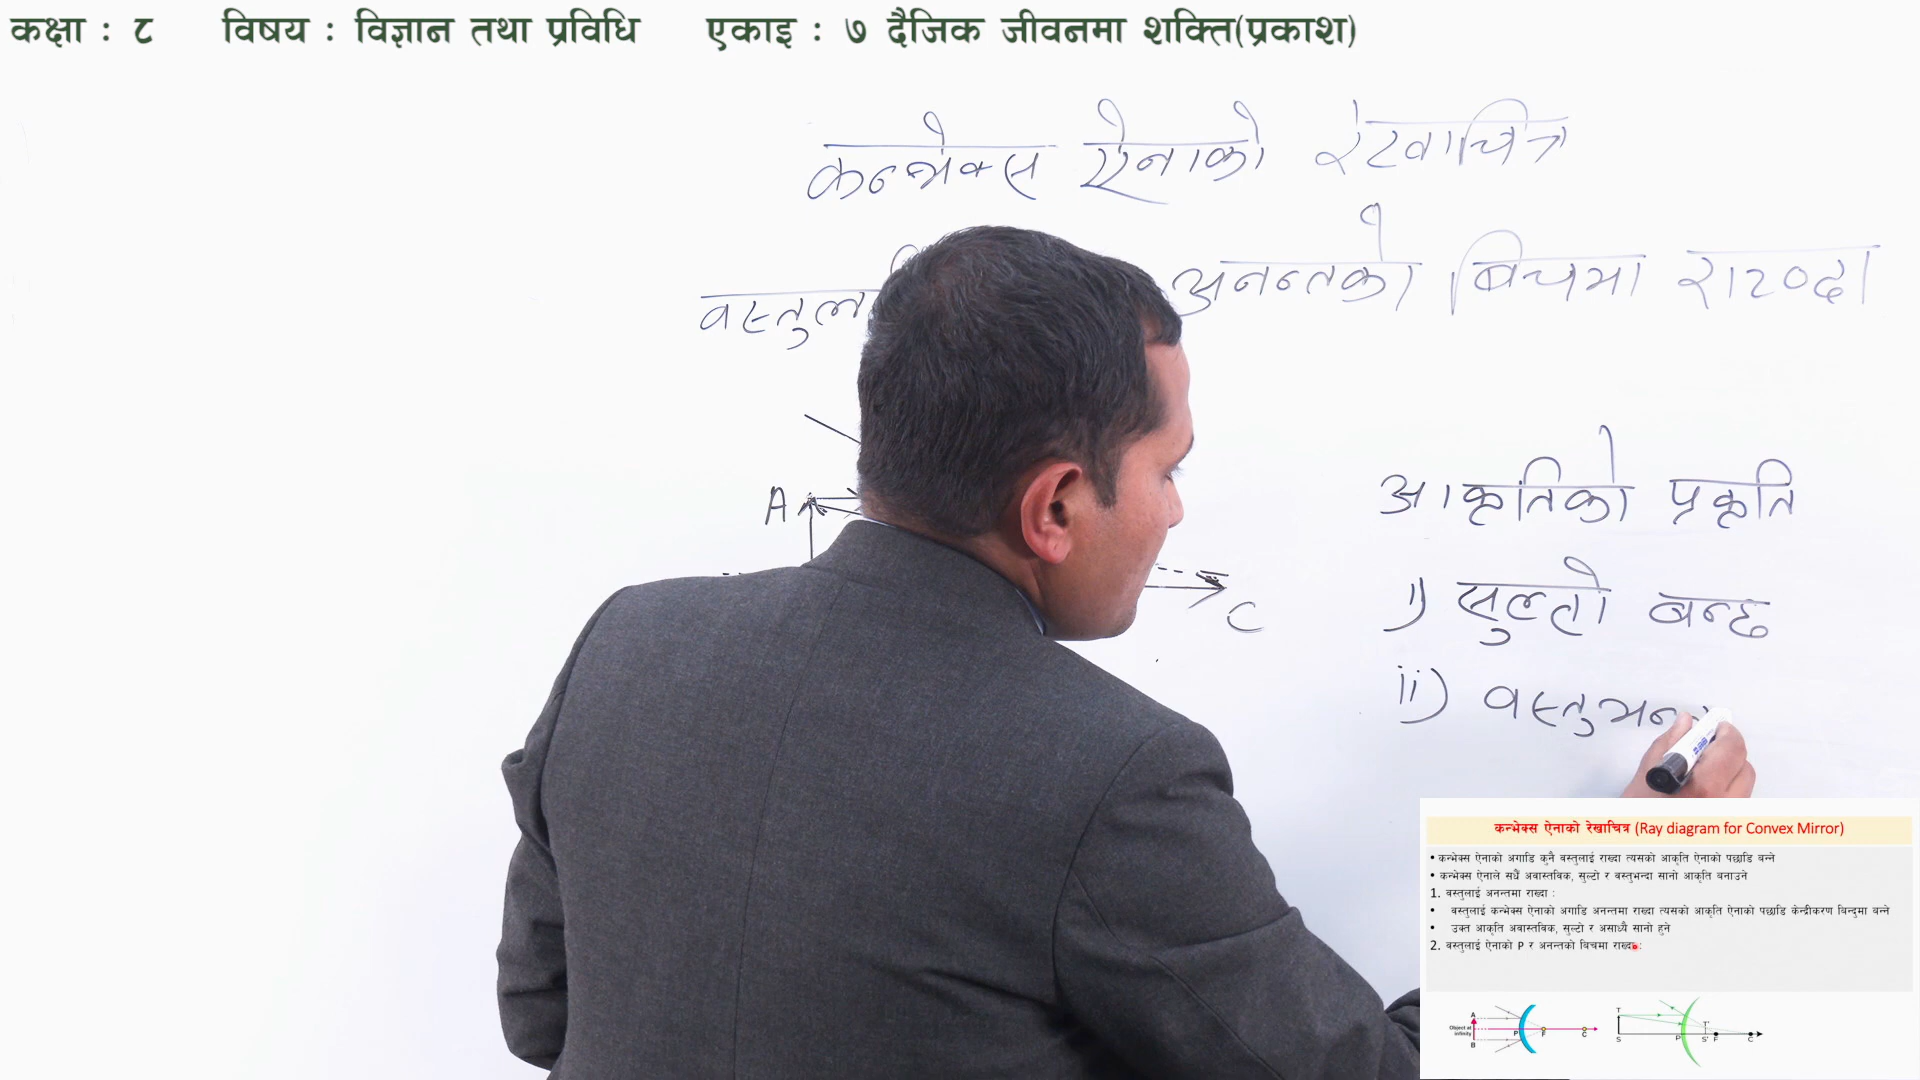 कक्षा : ८ विषय : विज्ञान तथा प्रविधि एकाइ : ७ दैजिक जीवनमा शक्ति(प्रकाश)
कन्भेक्स ऐनाको रेखाचित्र
अनन्तको बिचमा राख्दा
A
C
आकृतिको प्रकृति
i) सुल्टो बन्छ
ii)
कन्भेक्स ऐनाको रेखाचित्र (Ray diagram for Convex Mirror)
• कन्भेक्स ऐनाको अगाडि कुनै वस्तुलाई राख्दा त्यसको आकृति ऐनाको पछाडि बन्ने
• कन्भेक्स ऐनाले सधैँ अवास्तविक, सुल्टो र वस्तुभन्दा सानो आकृति बनाउने
1. वस्तुलाई अनन्तमा राख्दा :
• वस्तुलाई कन्भेक्स ऐनाको अगाडि अनन्तमा राख्दा त्यसको आकृति ऐनाको पछाडि केन्द्रीकरण बिन्दुमा बन्ने
• उक्त आकृति अवास्तविक, सुल्टो र असाध्यै सानो हुने
2. वस्तुलाई ऐनाको P र अनन्तको बिचमा राख्दा :
A
Object at
infinity
B
P F C
T
T'
S P S' F C